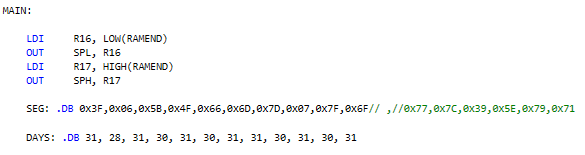 MAIN:
LDI R16, LOW(RAMEND)
OUT SPL, R16
LDI R17, HIGH(RAMEND)
OUT SPH, R17
SEG: .DB 0x3F,0x06,0x5B,0x4F,0x66,0x6D,0x7D,0x07,0x7F,0x6F// ,//0x77,0x7C,0x39,0x5E,0x79,0x71
DAYS: .DB 31, 28, 31, 30, 31, 30, 31, 31, 30, 31, 30, 31